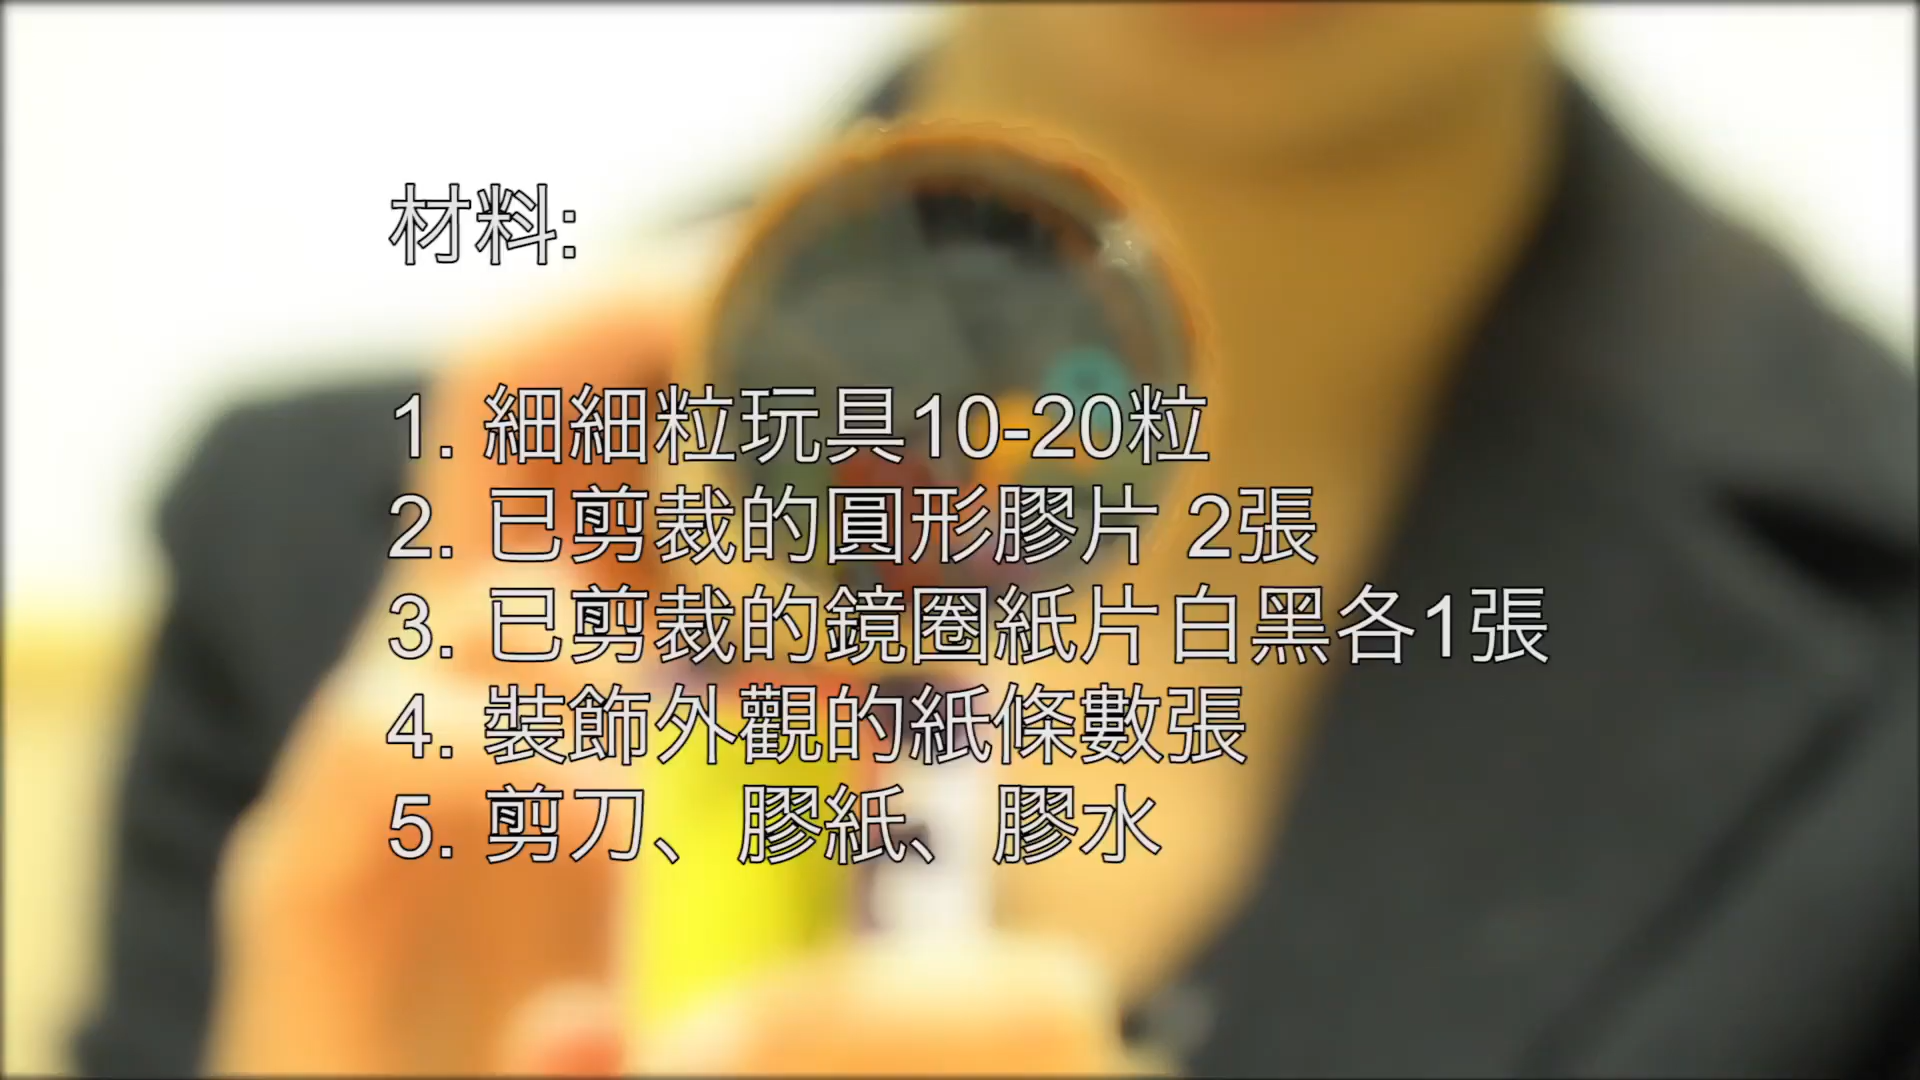 材料:
1. 細細粒玩具10-20粒
2. 已剪裁的圓形膠片 2張
3. 已剪裁的鏡圈紙片白黑各1張
4. 裝飾外觀的紙條數張
5. 剪刀、膠紙、膠水